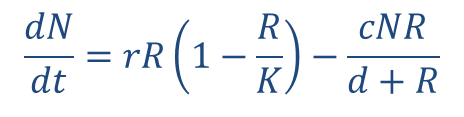 dN/dt = rR(1 − R/K) − cNR/(d + R)